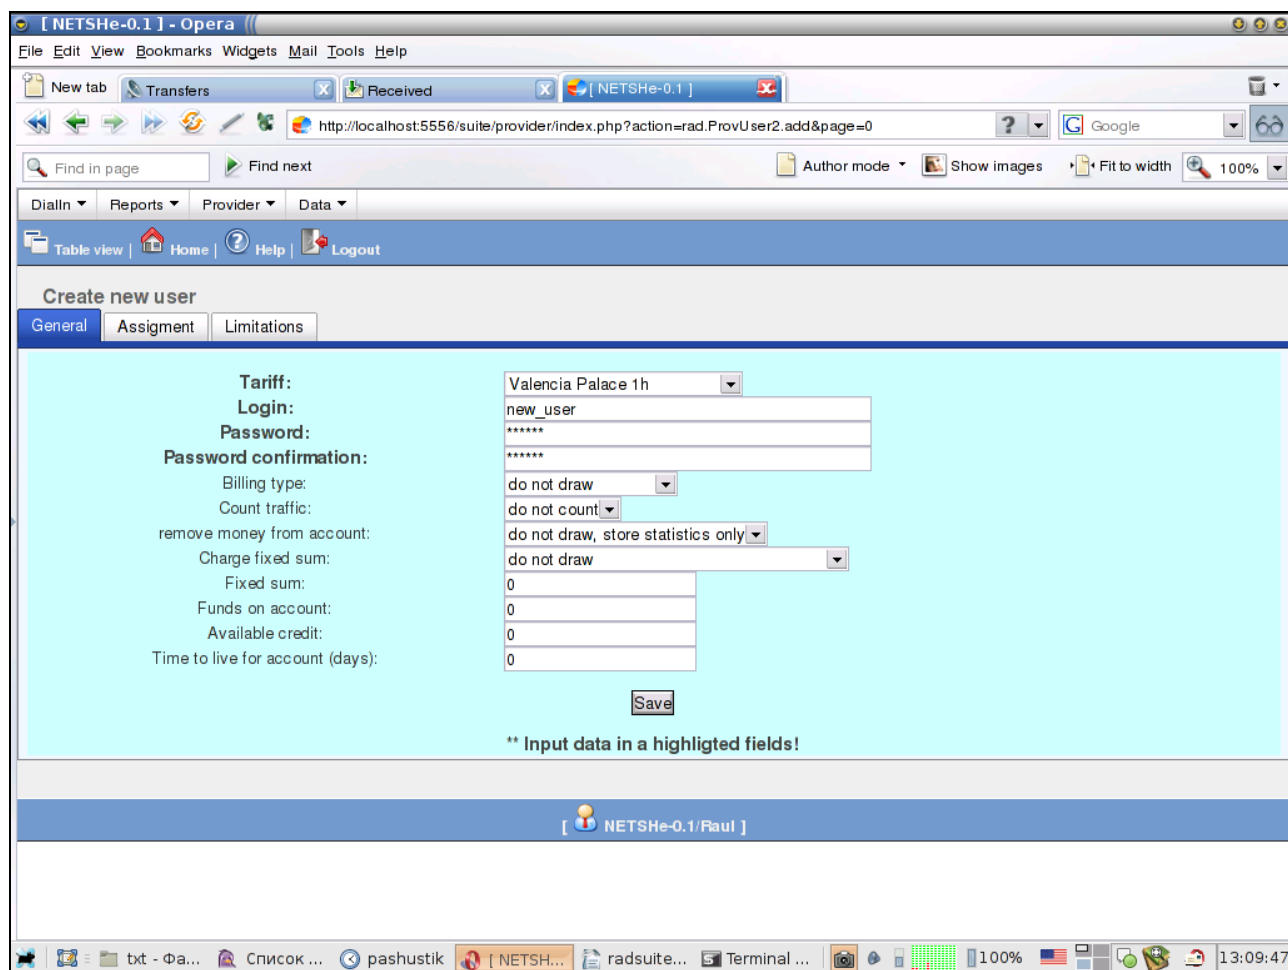 [ NETSHe-0.1 ] - Opera
File Edit View Bookmarks Widgets Mail Tools Help
New tab Transfers Received [ NETSHe-0.1 ]
http://localhost:5556/suite/provider/index.php?action=rad.ProvUser2.add&page=0 ? G Google
Find in page Find next Author mode Show images Fit to width 100%
DialIn Reports Provider Data
Table view | Home | Help | Logout
Create new user
General Assigment Limitations
Tariff: Valencia Palace 1h
Login: new_user
Password: ******
Password confirmation: ******
Billing type: do not draw
Count traffic: do not count
remove money from account: do not draw, store statistics only
Charge fixed sum: do not draw
Fixed sum: 0
Funds on account: 0
Available credit: 0
Time to live for account (days): 0
Save
** Input data in a highligted fields!
[ NETSHe-0.1/Raul ]
txt - Фа... Список ... pashustik [ NETSH... radsuite... Terminal ... 100% 13:09:47